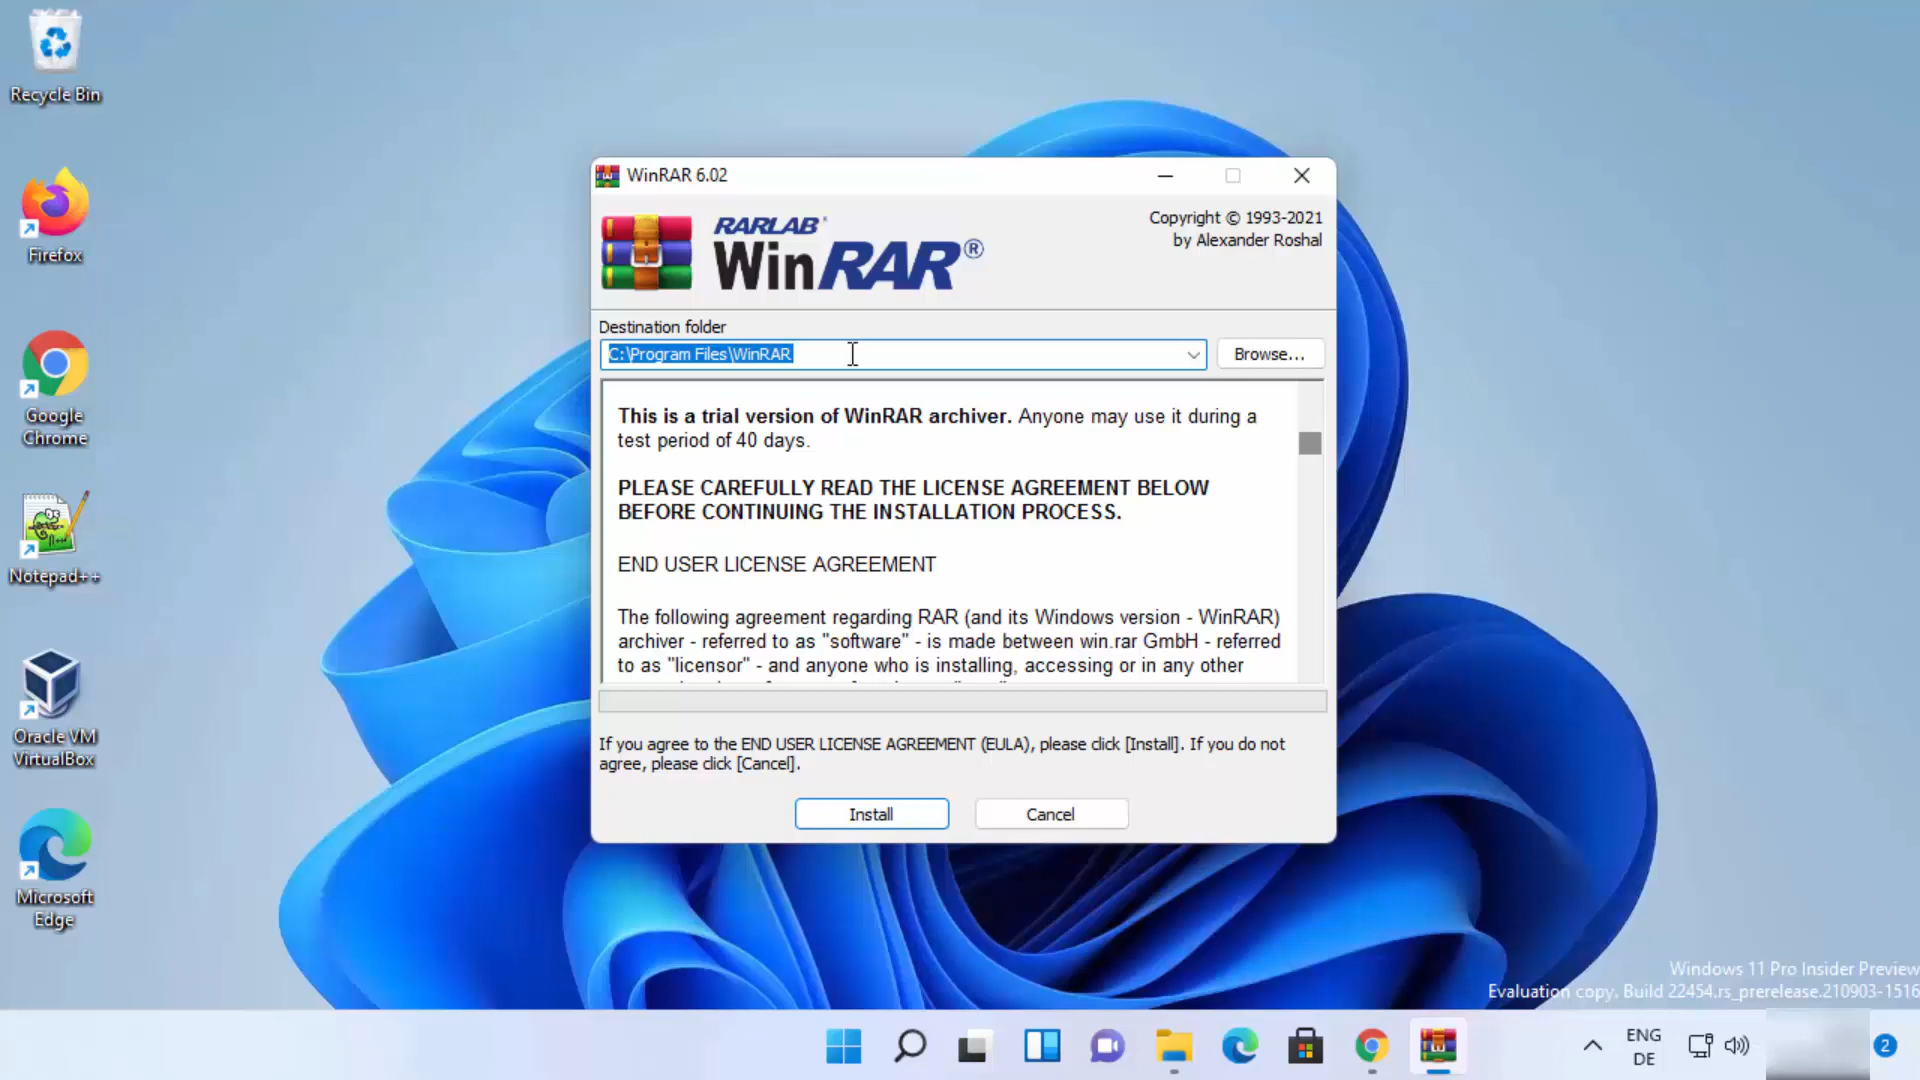 Recycle Bin
Firefox
Google
Chrome
Notepad++
Oracle VM
VirtualBox
Microsoft
Edge
WinRAR 6.02
RARLAB®
WinRAR®
Copyright © 1993-2021
by Alexander Roshal
Destination folder
C:\Program Files\WinRAR
Browse...
This is a trial version of WinRAR archiver. Anyone may use it during a
test period of 40 days.
PLEASE CAREFULLY READ THE LICENSE AGREEMENT BELOW
BEFORE CONTINUING THE INSTALLATION PROCESS.
END USER LICENSE AGREEMENT
The following agreement regarding RAR (and its Windows version - WinRAR)
archiver - referred to as "software" - is made between win.rar GmbH - referred
to as "licensor" - and anyone who is installing, accessing or in any other
If you agree to the END USER LICENSE AGREEMENT (EULA), please click [Install]. If you do not
agree, please click [Cancel].
Install
Cancel
Windows 11 Pro Insider Preview
Evaluation copy. Build 22454.rs_prerelease.210903-1516
ENG
DE
2